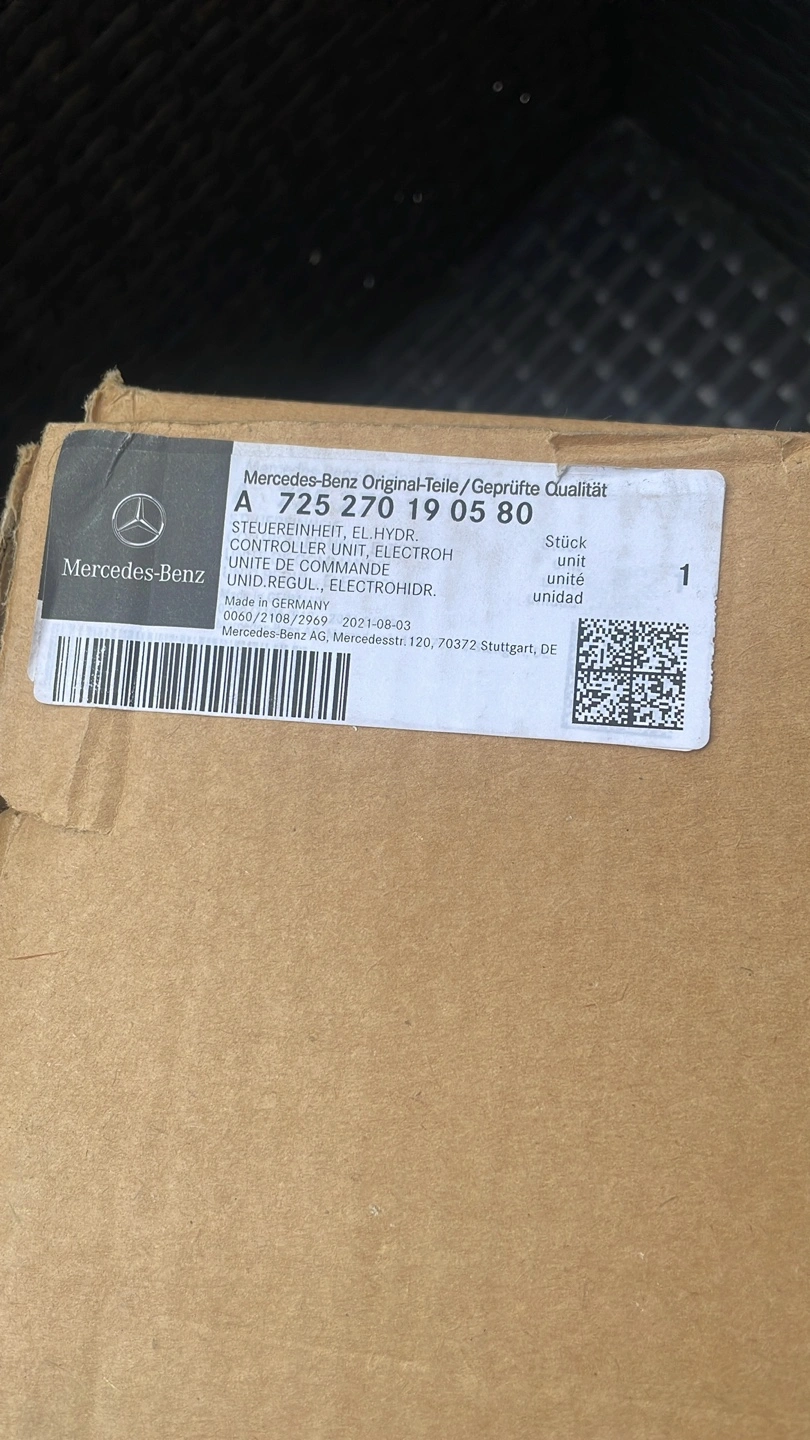 Mercedes-Benz
Mercedes-Benz Original-Teile/Geprüfte Qualität
A 725 270 19 05 80
STEUEREINHEIT, EL.HYDR.
CONTROLLER UNIT, ELECTROH
UNITE DE COMMANDE
UNID.REGUL., ELECTROHIDR.
Stück
unit
unité
unidad
1
Made in GERMANY
0060/2108/2969 2021-08-03
Mercedes-Benz AG, Mercedesstr. 120, 70372 Stuttgart, DE